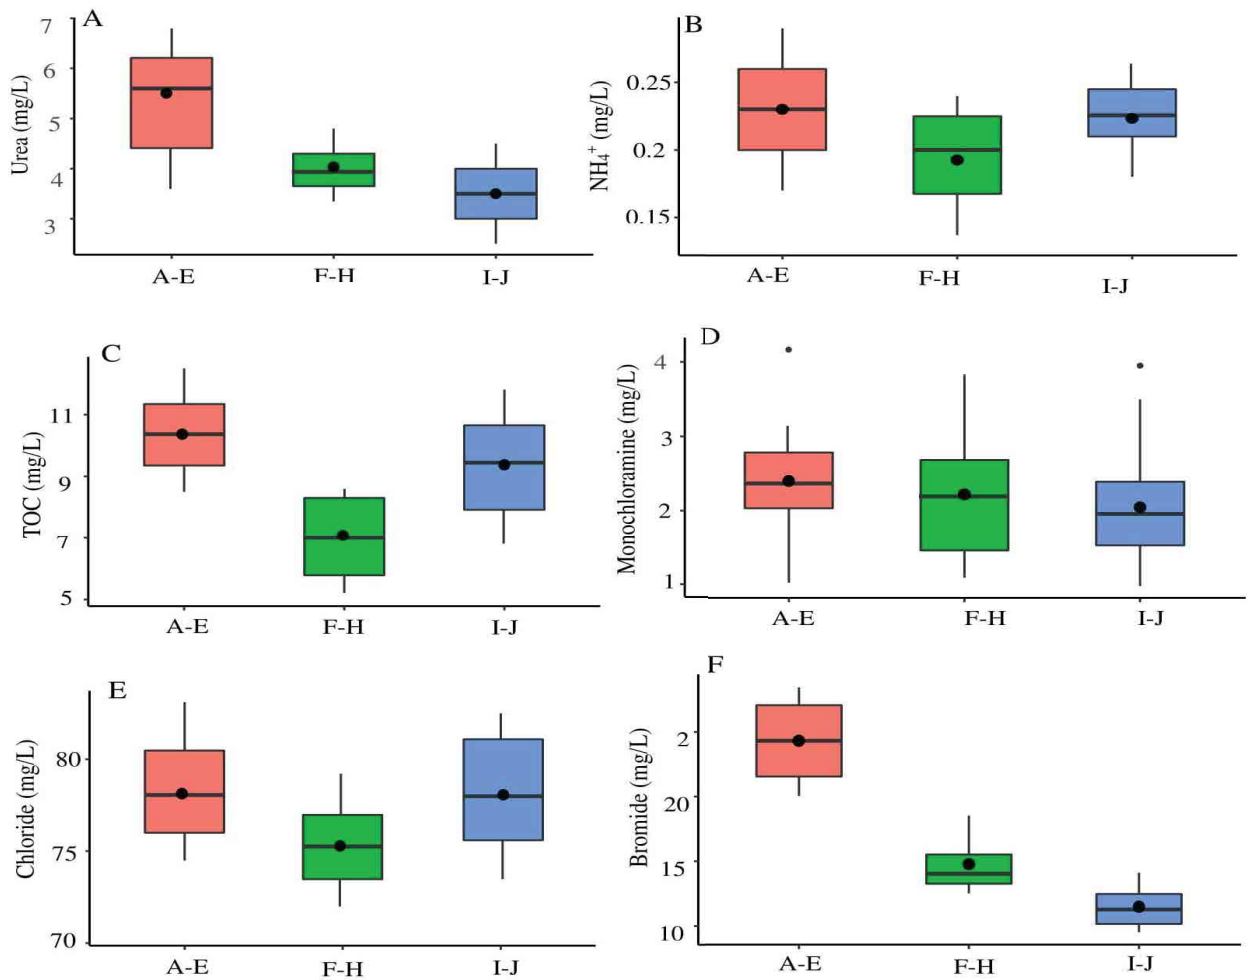 A
7
6
5
4
3
Urea (mg/L)
A-E
F-H
I-J
B
0.25
0.2
0.15
NH₄⁺ (mg/L)
A-E
F-H
I-J
C
11
9
7
5
TOC (mg/L)
A-E
F-H
I-J
D
4
3
2
1
Monochloramine (mg/L)
A-E
F-H
I-J
E
80
75
70
Chloride (mg/L)
A-E
F-H
I-J
F
2
20
15
10
Bromide (mg/L)
A-E
F-H
I-J